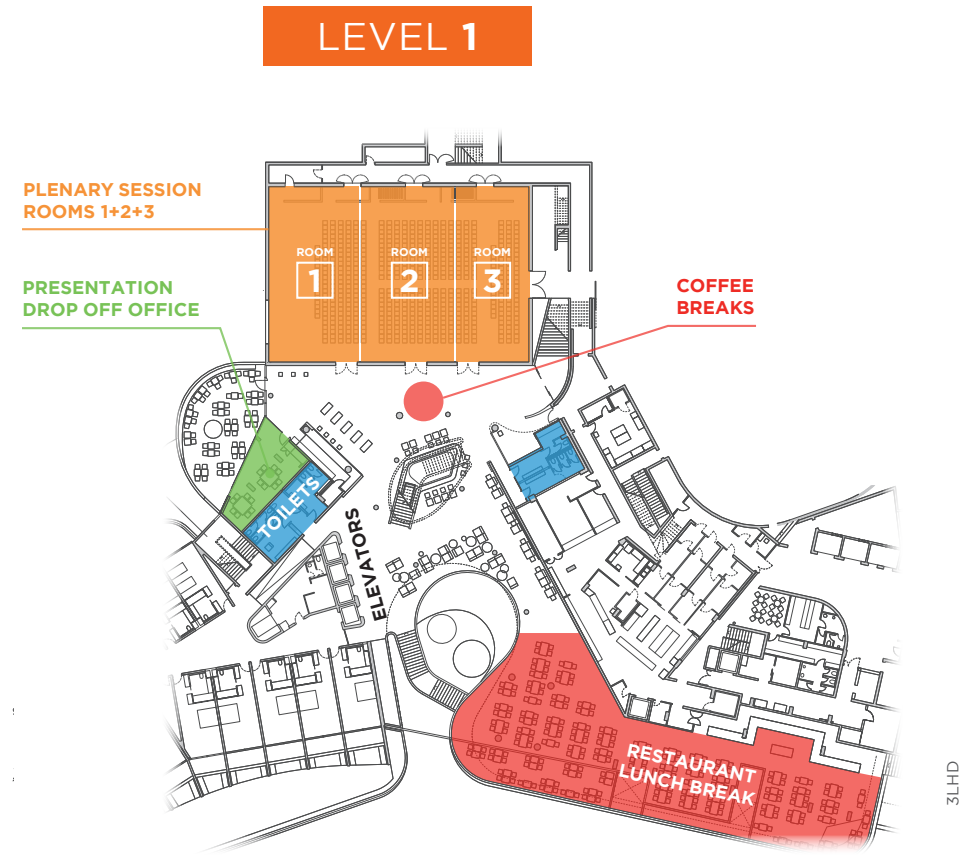 LEVEL 1
PLENARY SESSION
ROOMS 1+2+3
ROOM
1
ROOM
2
ROOM
3
PRESENTATION
DROP OFF OFFICE
COFFEE
BREAKS
TOILETS
ELEVATORS
RESTAURANT
LUNCH BREAK
3LHD